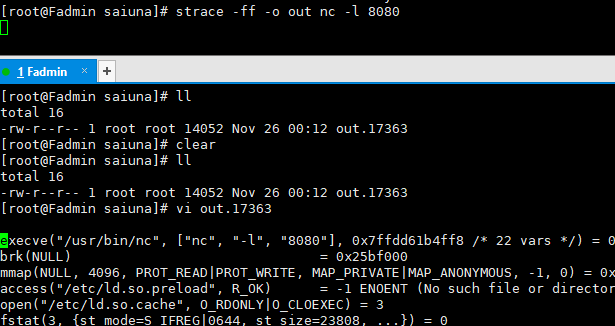 [root@Fadmin saiuna]# strace -ff -o out nc -l 8080
1 Fadmin × +
[root@Fadmin saiuna]# ll
total 16
-rw-r--r-- 1 root root 14052 Nov 26 00:12 out.17363
[root@Fadmin saiuna]# clear
[root@Fadmin saiuna]# ll
total 16
-rw-r--r-- 1 root root 14052 Nov 26 00:12 out.17363
[root@Fadmin saiuna]# vi out.17363
execve("/usr/bin/nc", ["nc", "-l", "8080"], 0x7ffdd61b4ff8 /* 22 vars */) = 0
brk(NULL) = 0x25bf000
mmap(NULL, 4096, PROT_READ|PROT_WRITE, MAP_PRIVATE|MAP_ANONYMOUS, -1, 0) = 0x
access("/etc/ld.so.preload", R_OK) = -1 ENOENT (No such file or director
open("/etc/ld.so.cache", O_RDONLY|O_CLOEXEC) = 3
fstat(3, {st_mode=S_IFREG|0644, st_size=23808, ...}) = 0